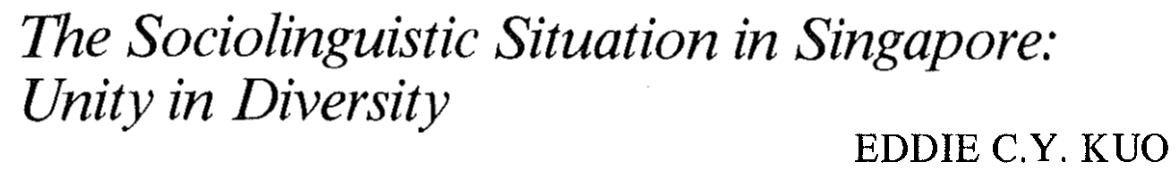 The Sociolinguistic Situation in Singapore:
Unity in Diversity
EDDIE C.Y. KUO